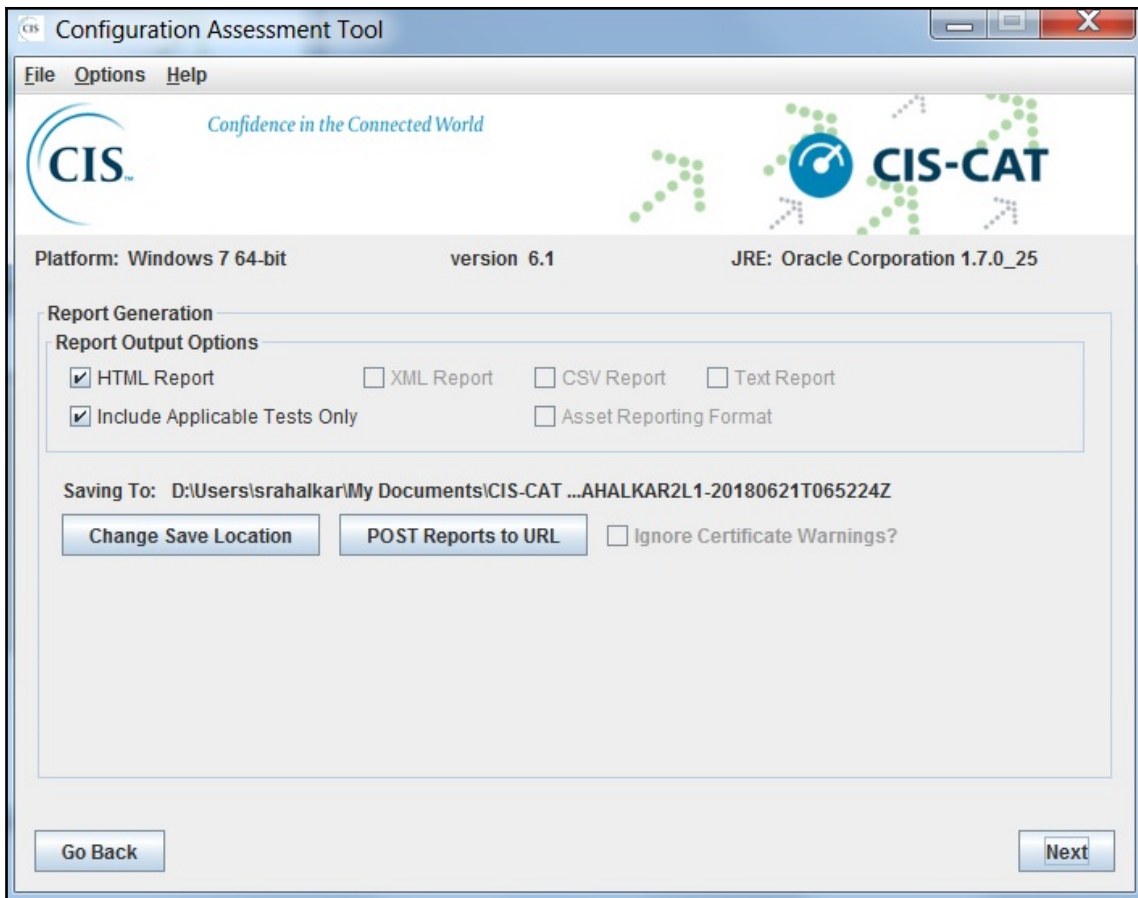 CIS Configuration Assessment Tool
File Options Help
Confidence in the Connected World
CIS™
CIS-CAT
Platform: Windows 7 64-bit version 6.1 JRE: Oracle Corporation 1.7.0_25
Report Generation
Report Output Options
HTML Report XML Report CSV Report Text Report
Include Applicable Tests Only Asset Reporting Format
Saving To: D:\Users\srahalkar\My Documents\CIS-CAT ...AHALKAR2L1-20180621T065224Z
Change Save Location POST Reports to URL Ignore Certificate Warnings?
Go Back Next